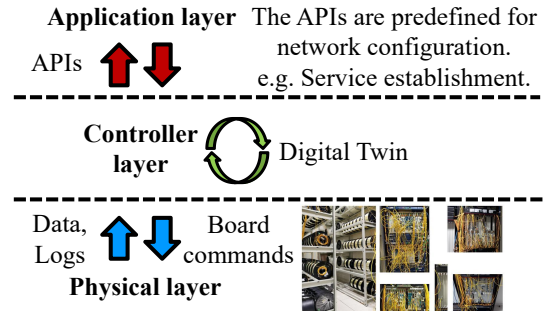 Application layer
The APIs are predefined for
network configuration.
e.g. Service establishment.
APIs
Controller
layer
Digital Twin
Data,
Logs
Board
commands
Physical layer